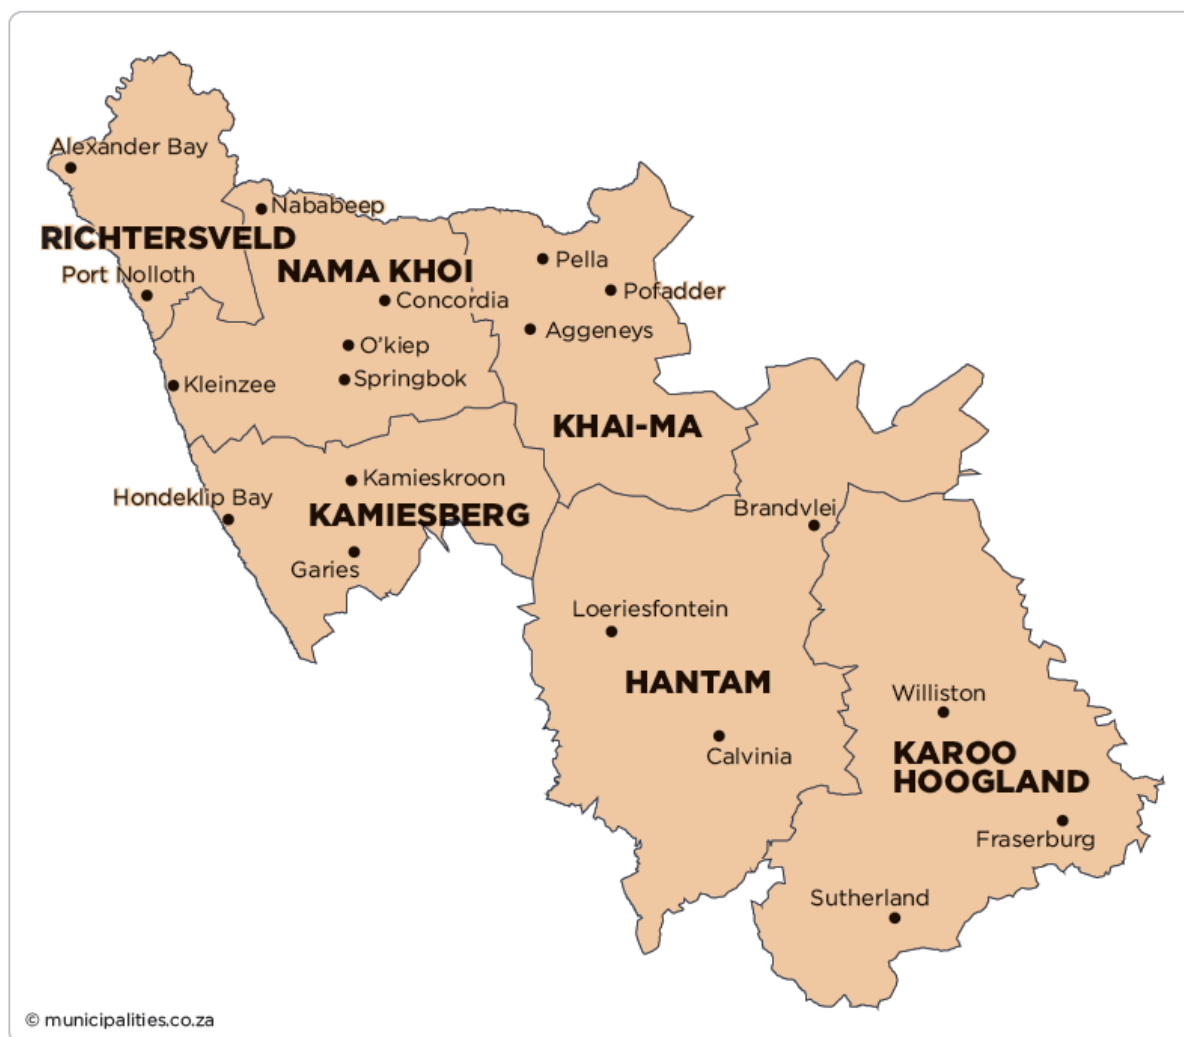 Alexander Bay
Nababeep
RICHTERSVELD
Port Nolloth
NAMA KHOI
Concordia
O'kiep
Springbok
Kleinzee
Pella
Pofadder
Aggeneys
KHAI-MA
Kamieskroon
Hondeklip Bay
KAMIESBERG
Garies
Brandvlei
Loeriesfontein
HANTAM
Calvinia
Williston
KAROO
HOOGLAND
Fraserburg
Sutherland
© municipalities.co.za